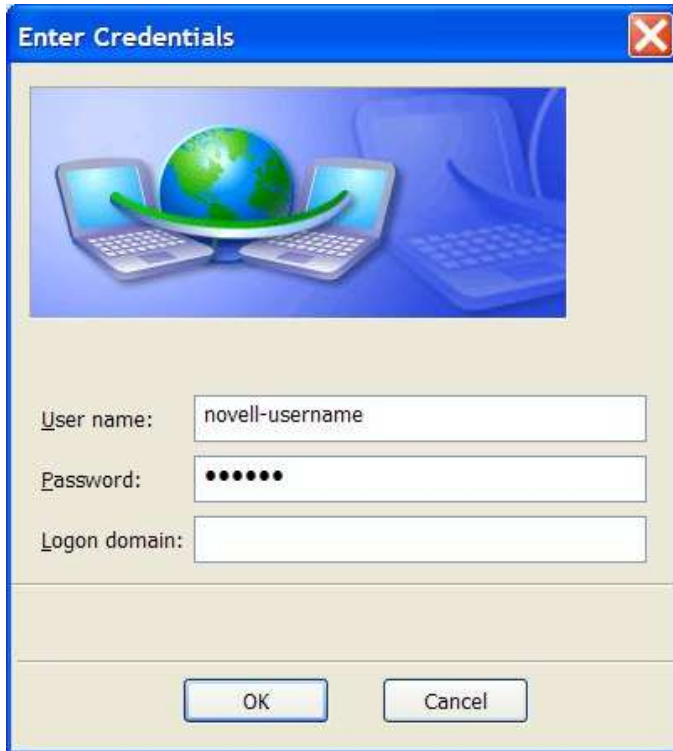 Enter Credentials
User name: novell-username
Password: ●●●●●●
Logon domain:
OK Cancel